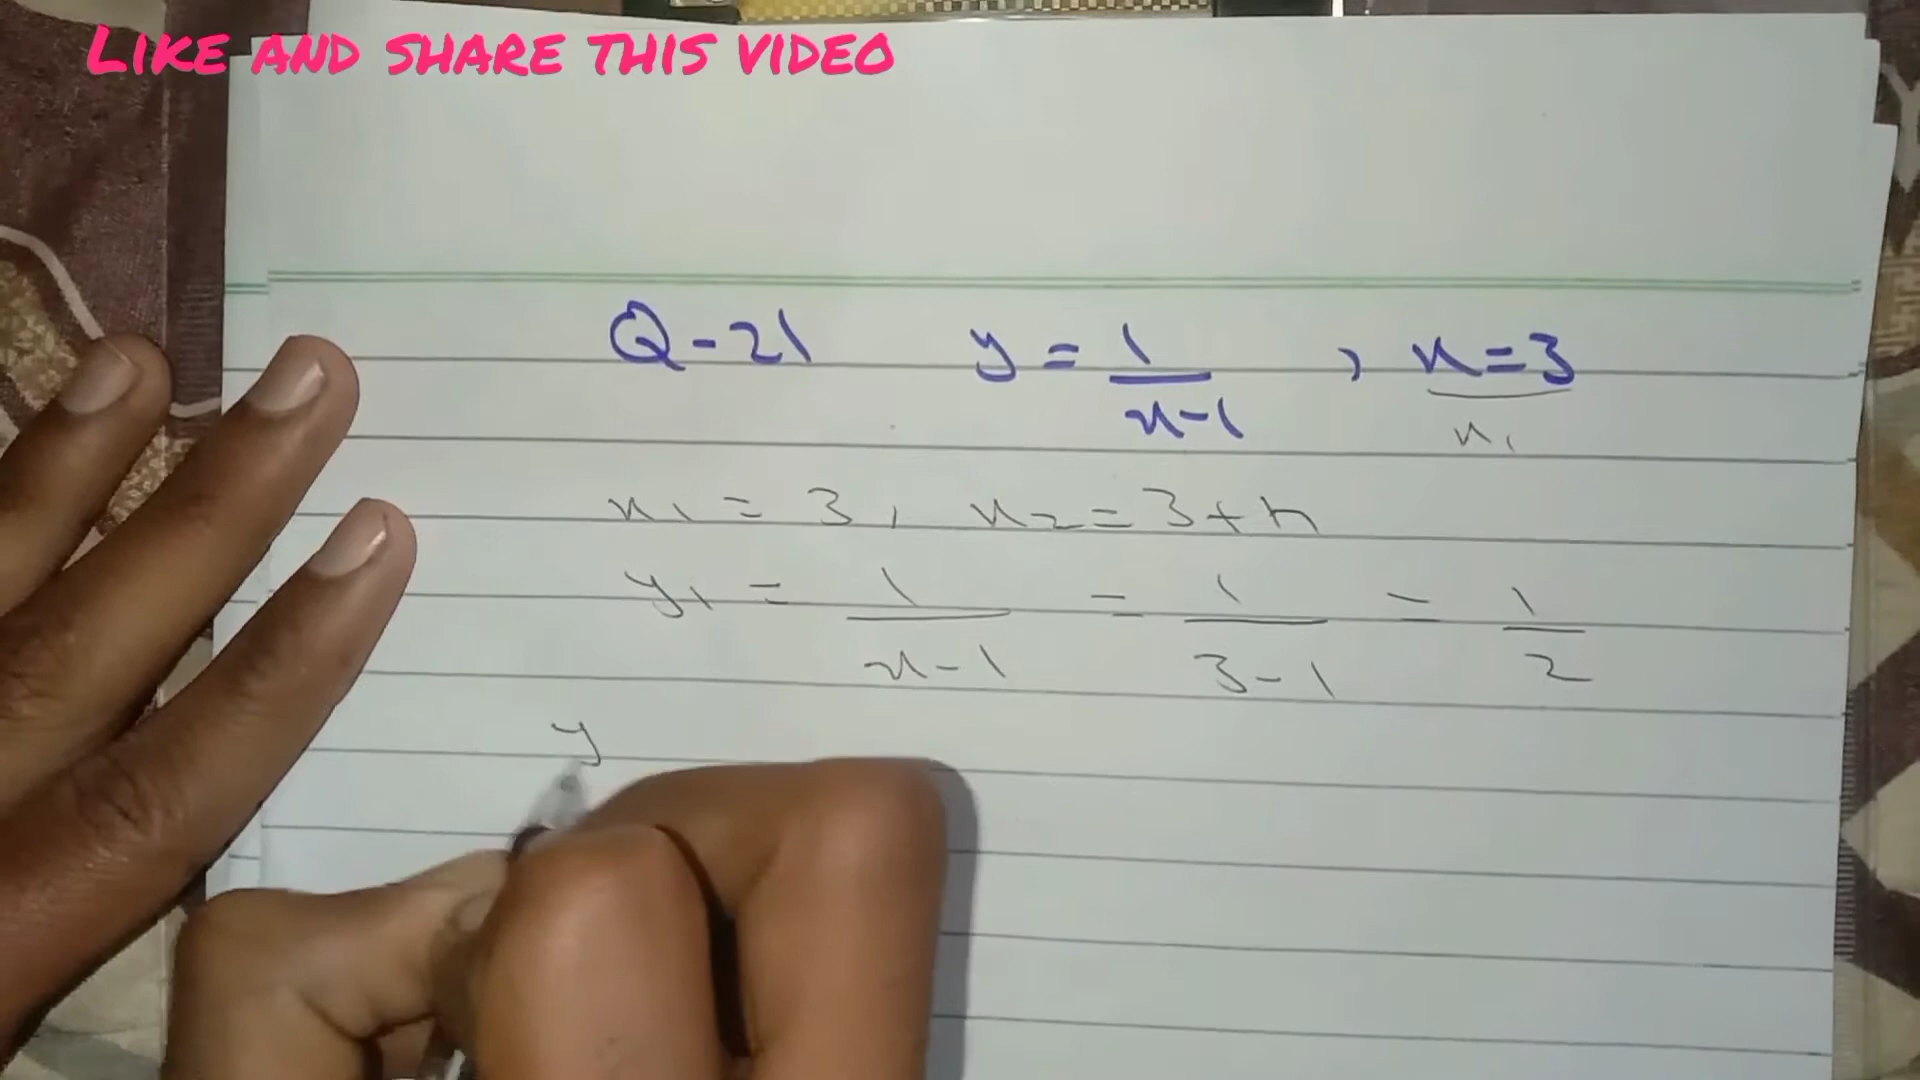 LIKE AND SHARE THIS VIDEO
Q-21 y = 1/(x-1) , x=3
x₁
x₁ = 3, x₂ = 3+h
y₁ = 1/(x-1) = 1/(3-1) = 1/2
y